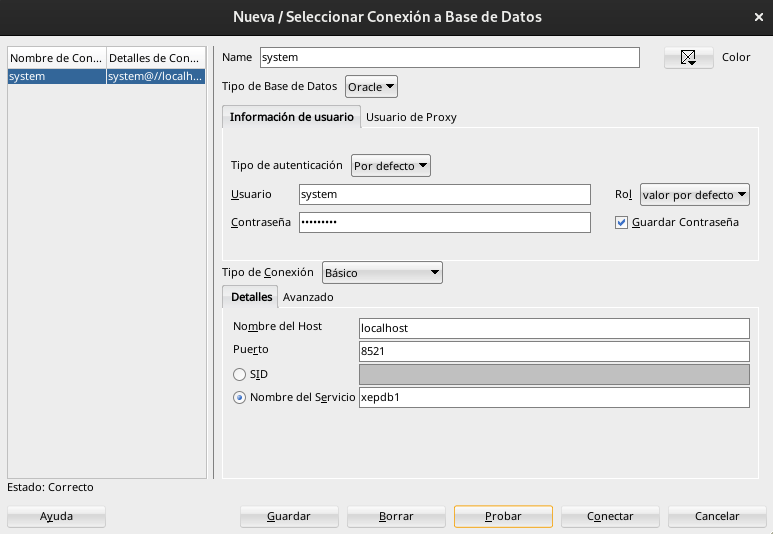 Nueva / Seleccionar Conexión a Base de Datos
Nombre de Con... Detalles de Con...
system system@//localh...
Name system Color
Tipo de Base de Datos Oracle
Información de usuario Usuario de Proxy
Tipo de autenticación Por defecto
Usuario system Rol valor por defecto
Contraseña ••••••••• Guardar Contraseña
Tipo de Conexión Básico
Detalles Avanzado
Nombre del Host localhost
Puerto 8521
SID
Nombre del Servicio xepdb1
Estado: Correcto
Ayuda Guardar Borrar Probar Conectar Cancelar